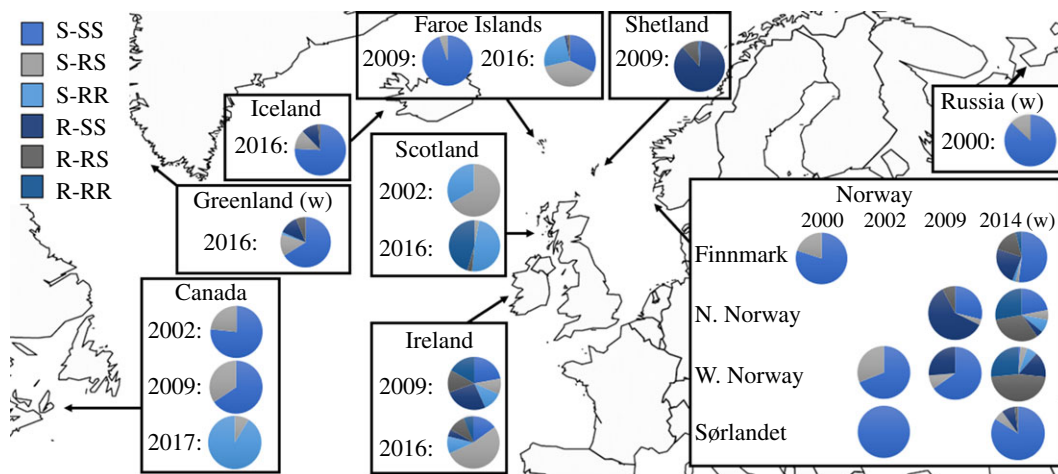 S-SS
S-RS
S-RR
R-SS
R-RS
R-RR
Faroe Islands
2009:
2016:
Shetland
2009:
Iceland
2016:
Russia (w)
2000:
Scotland
2002:
2016:
Greenland (w)
2016:
Canada
2002:
2009:
2017:
Ireland
2009:
2016:
Norway
2000 2002 2009 2014 (w)
Finnmark
N. Norway
W. Norway
Sørlandet